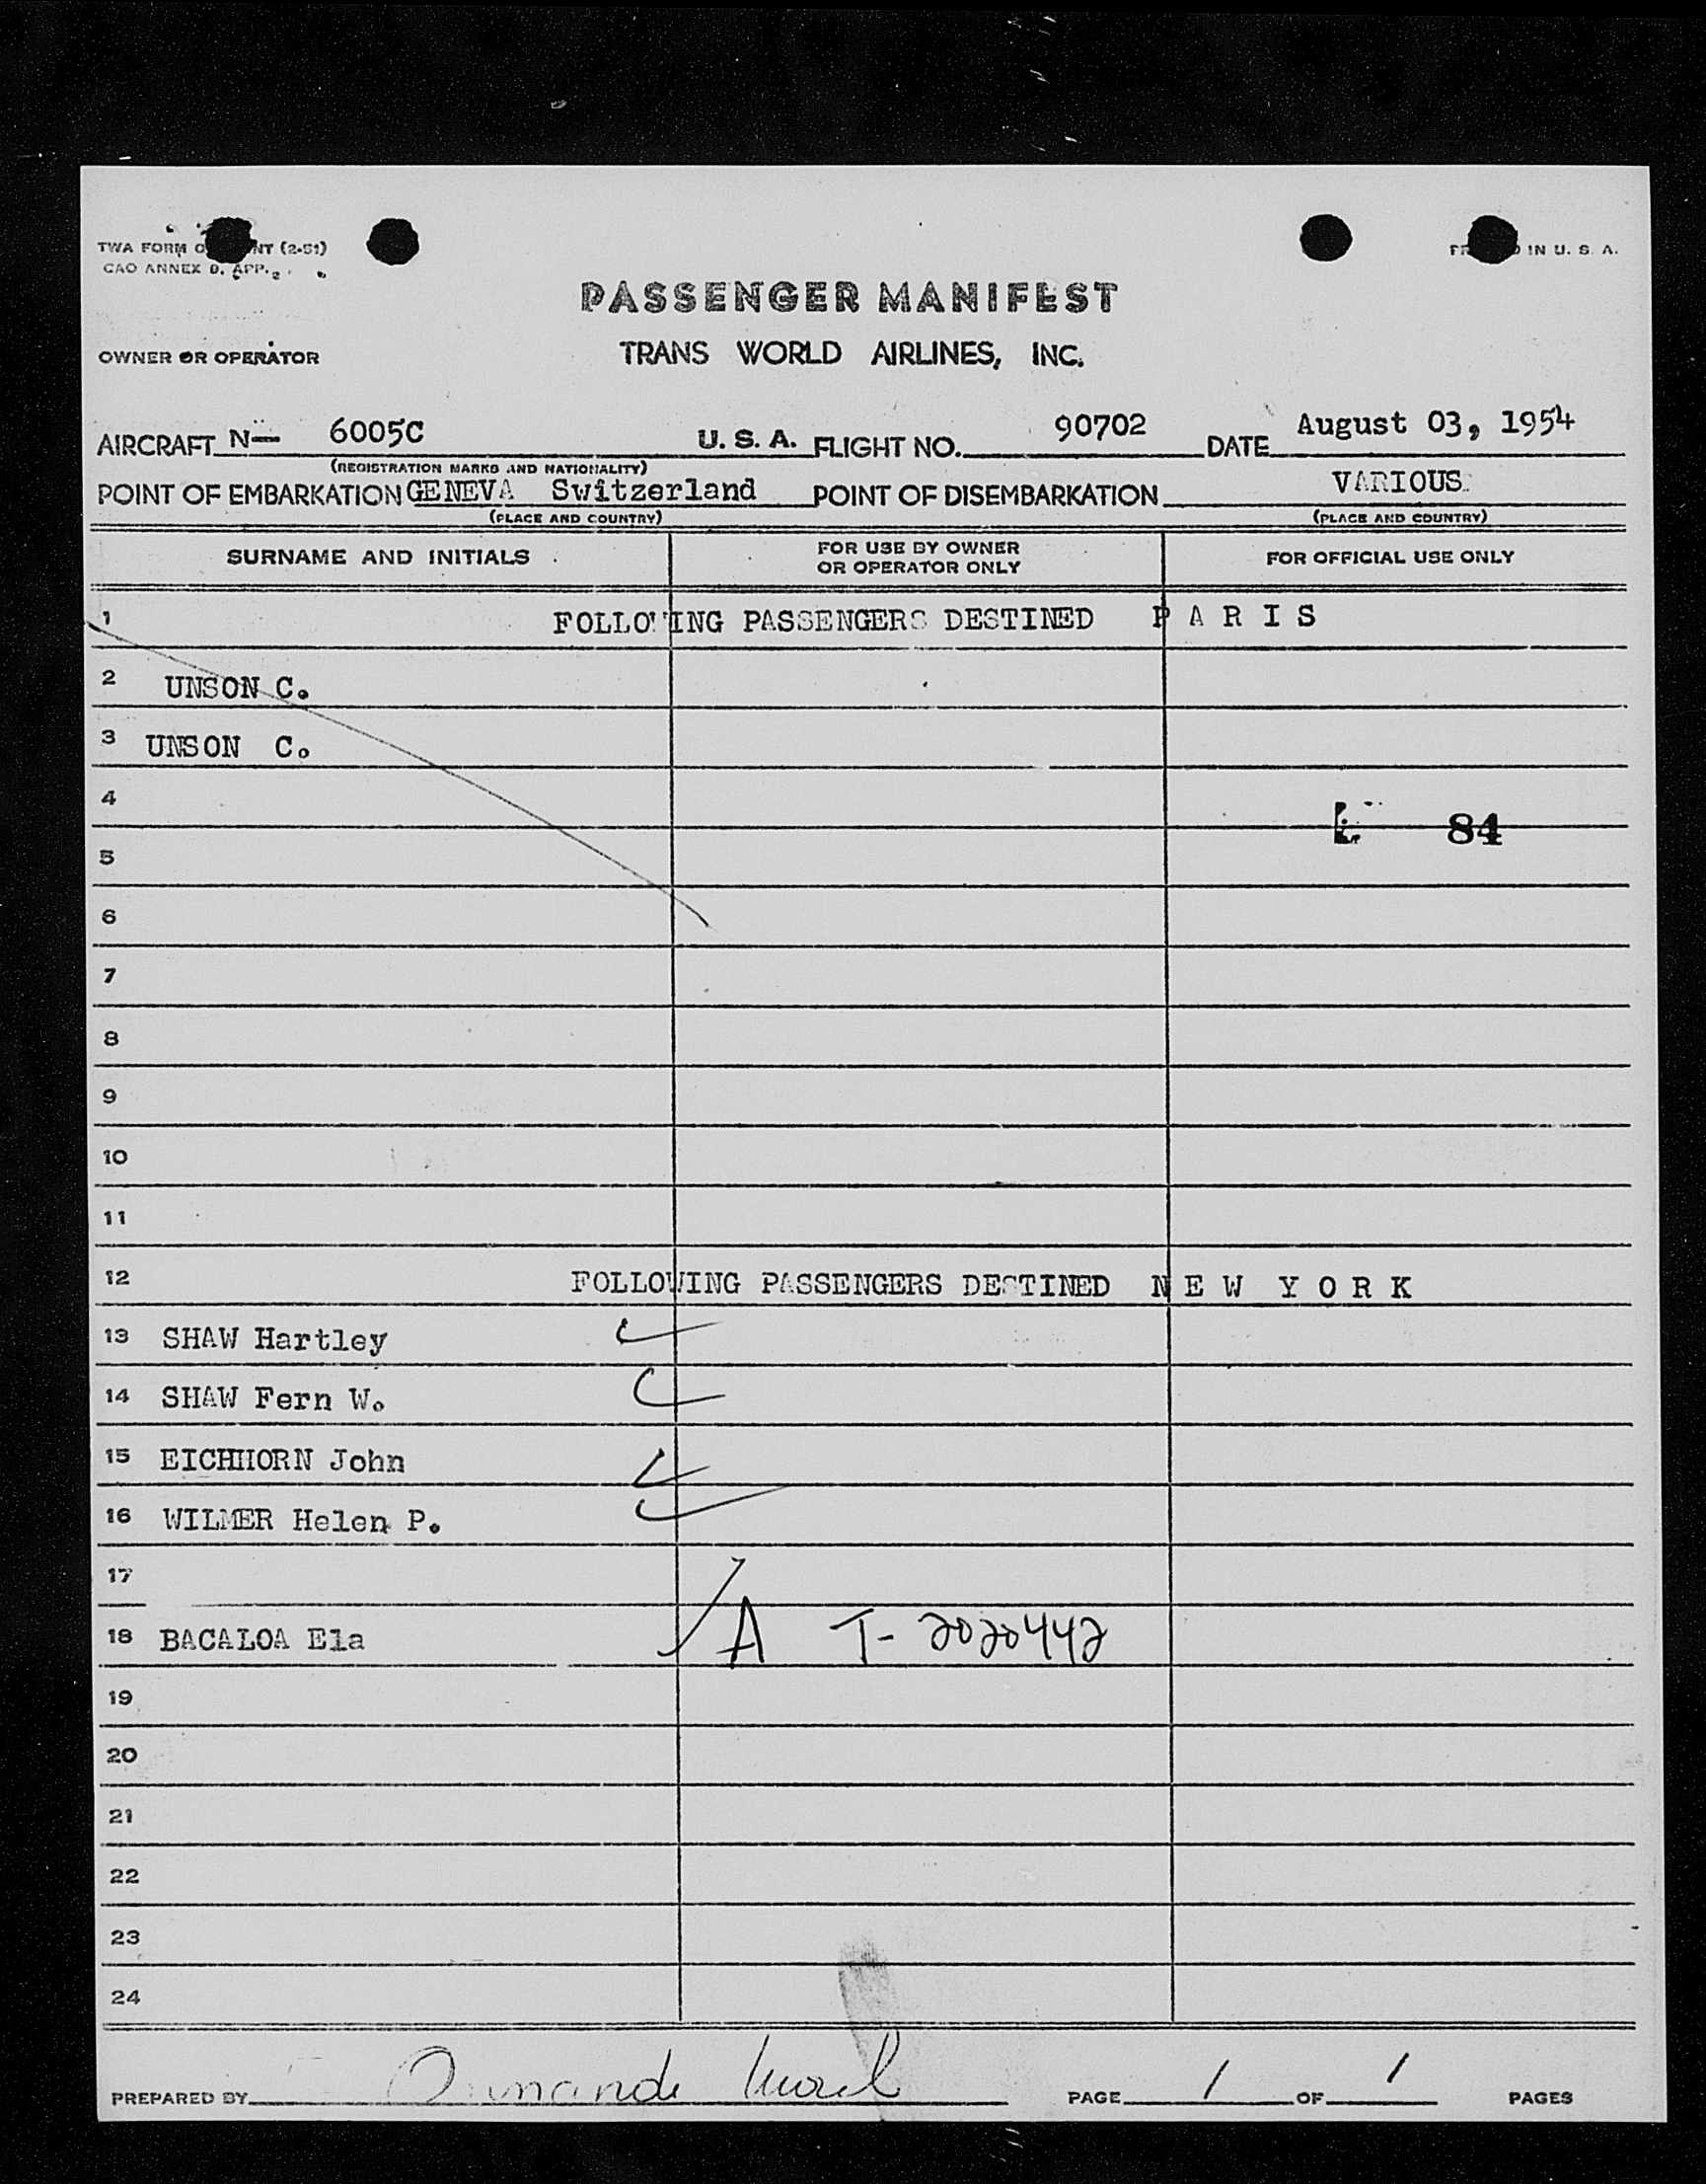 TWA FORM (2-51)
CAO ANNEX 9, APP. 2
IN U. S. A.
PASSENGER MANIFEST
OWNER OR OPERATOR TRANS WORLD AIRLINES, INC.
AIRCRAFT N— 6005C U. S. A. FLIGHT NO. 90702 DATE August 03, 1954
(REGISTRATION MARKS AND NATIONALITY)
POINT OF EMBARKATION GENEVA Switzerland POINT OF DISEMBARKATION VARIOUS
(PLACE AND COUNTRY) (PLACE AND COUNTRY)
SURNAME AND INITIALS FOR USE BY OWNER OR OPERATOR ONLY FOR OFFICIAL USE ONLY
1 FOLLOWING PASSENGERS DESTINED P A R I S
2 UNSON C.
3 UNSON C.
4
84
5
6
7
8
9
10
11
12 FOLLOWING PASSENGERS DESTINED N E W Y O R K
13 SHAW Hartley
14 SHAW Fern W.
15 EICHHORN John
16 WILMER Helen P.
17
18 BACALOA Ela A T-2020442
19
20
21
22
23
24
PREPARED BY PAGE 1 OF 1 PAGES